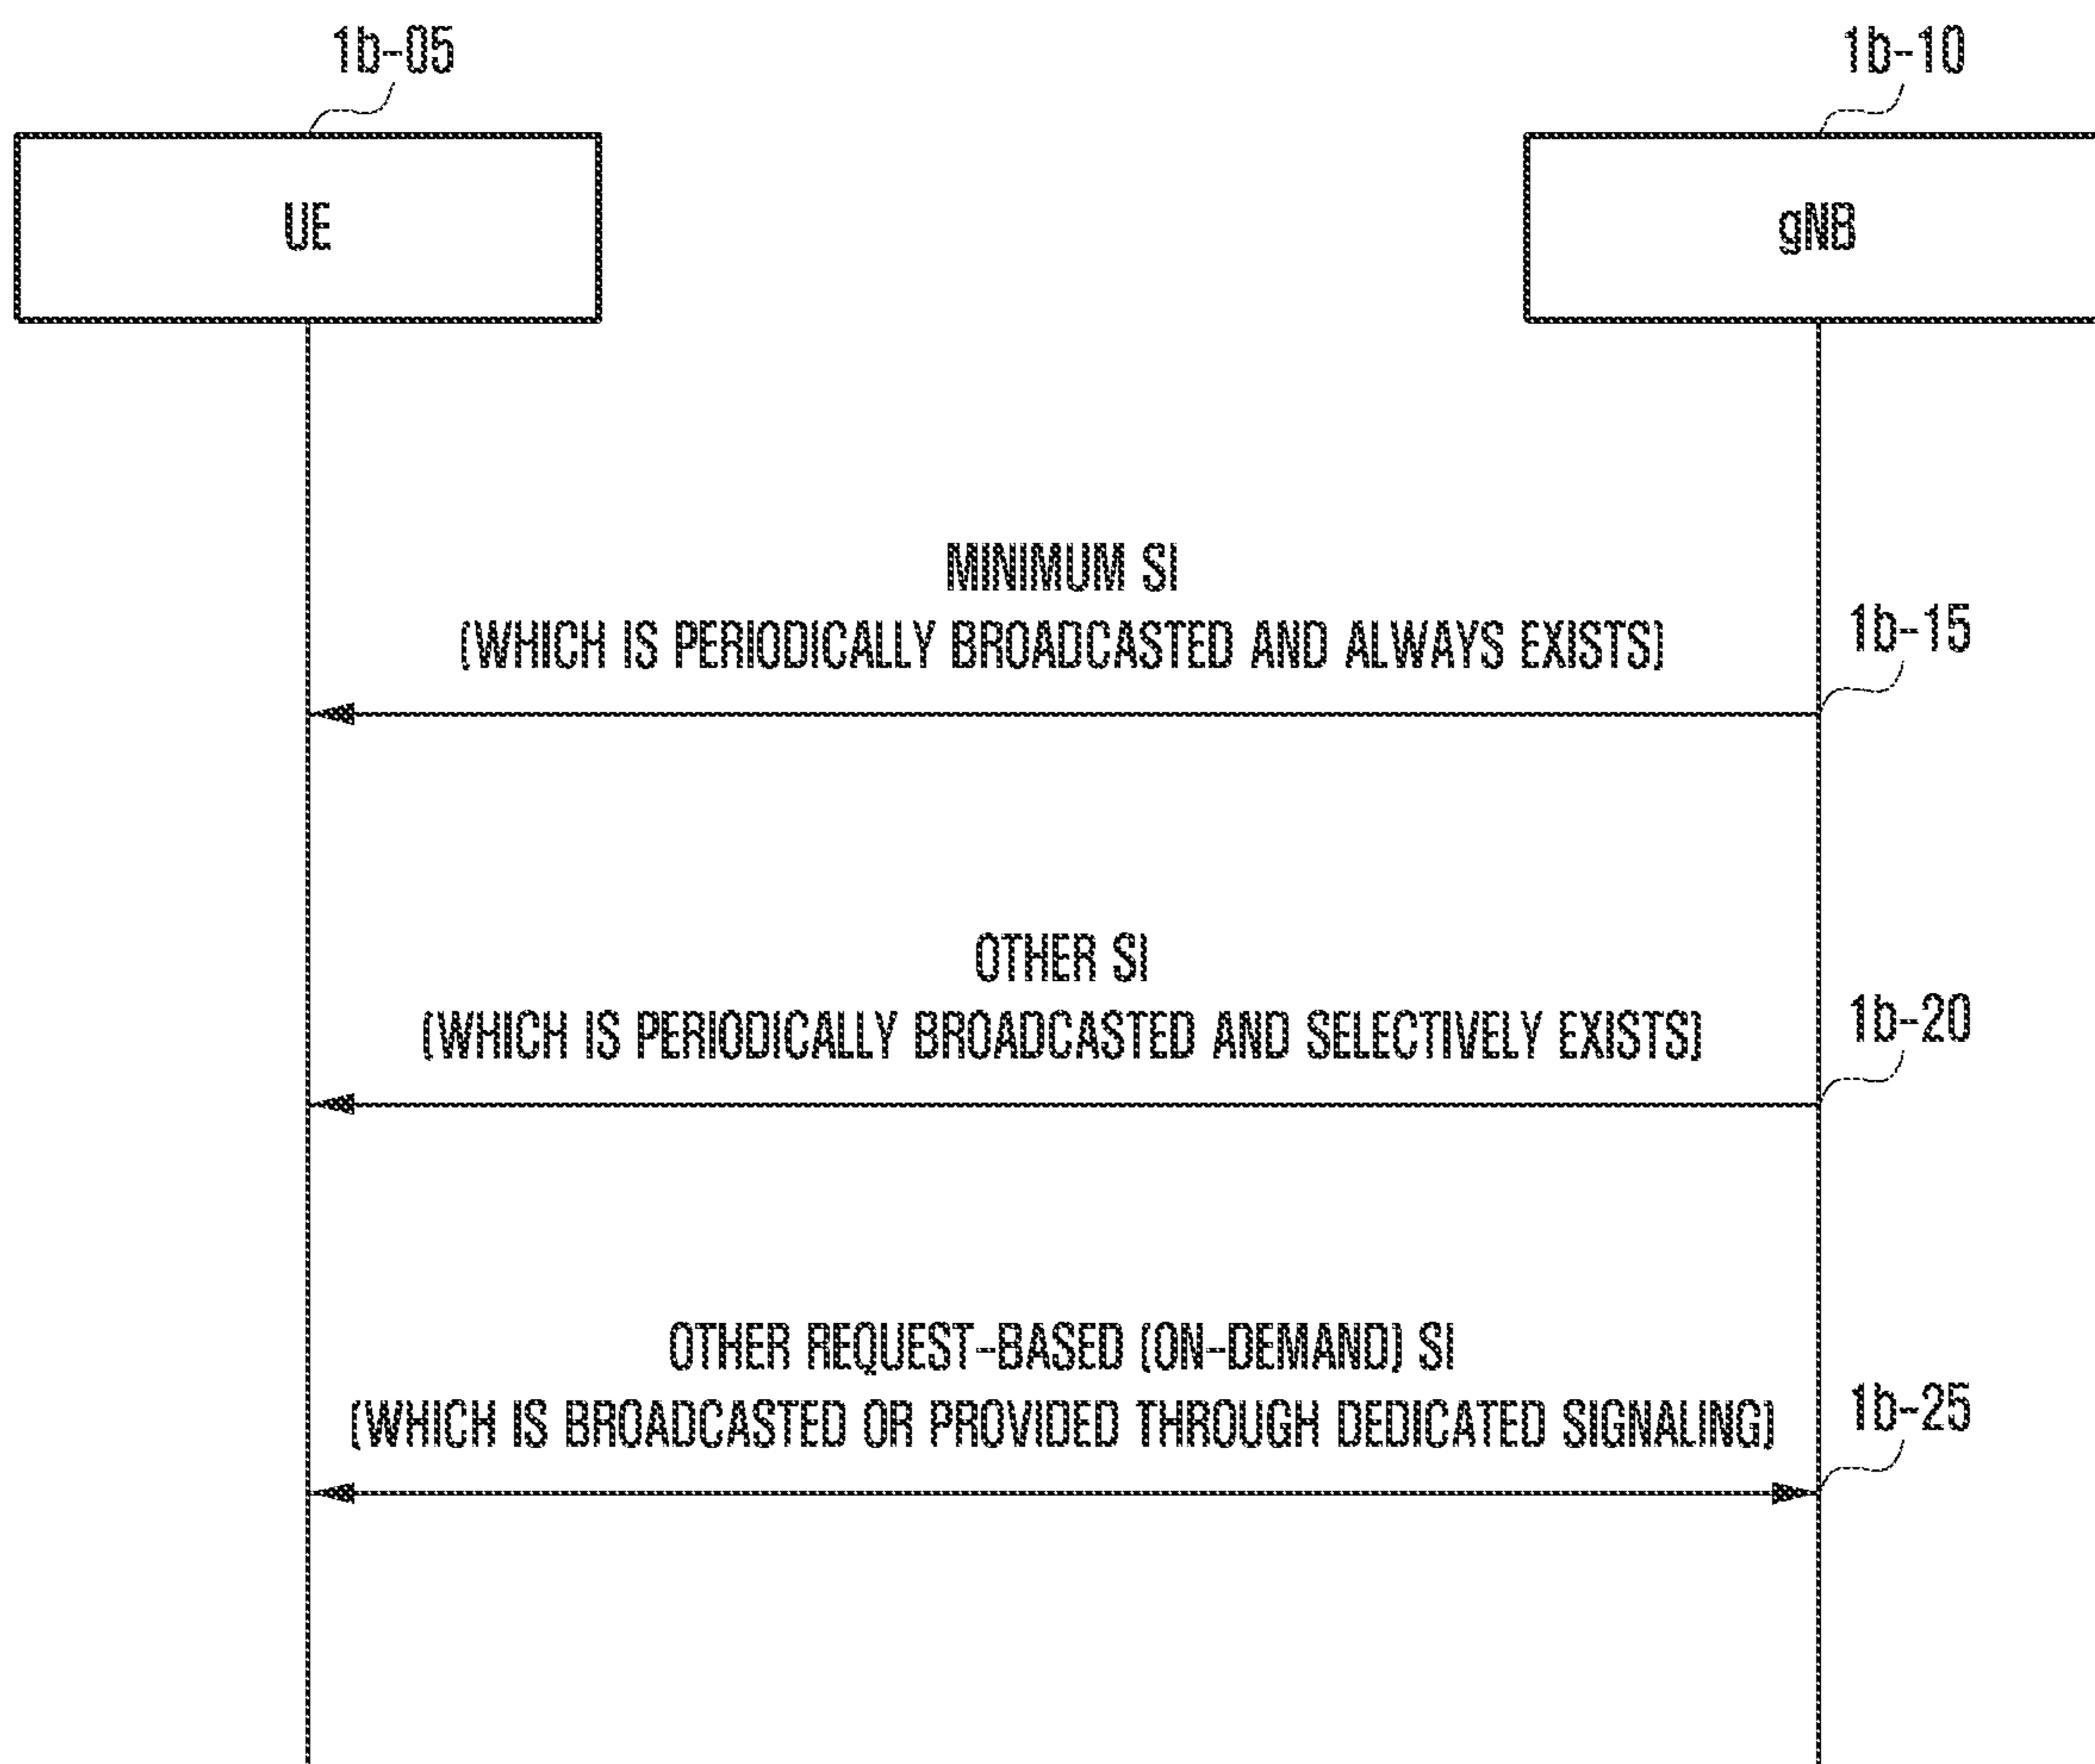 1b-05
1b-10
UE
gNB
MINIMUM SI
(WHICH IS PERIODICALLY BROADCASTED AND ALWAYS EXISTS)
1b-15
OTHER SI
(WHICH IS PERIODICALLY BROADCASTED AND SELECTIVELY EXISTS)
1b-20
OTHER REQUEST-BASED (ON-DEMAND) SI
(WHICH IS BROADCASTED OR PROVIDED THROUGH DEDICATED SIGNALING)
1b-25